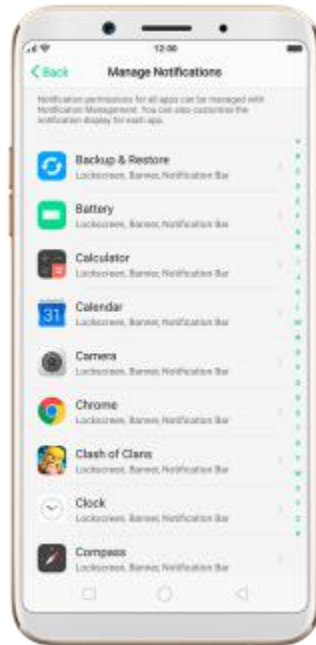 12:00
Back
Manage Notifications
Notification permissions for all apps can be managed with
Notification Management. You can also customise the
notification display for each app.
Backup & Restore
Lockscreen, Banner, Notification Bar
Battery
Lockscreen, Banner, Notification Bar
Calculator
Lockscreen, Banner, Notification Bar
31
Calendar
Lockscreen, Banner, Notification Bar
Camera
Lockscreen, Banner, Notification Bar
Chrome
Lockscreen, Banner, Notification Bar
Clash of Clans
Lockscreen, Banner, Notification Bar
Clock
Lockscreen, Banner, Notification Bar
Compass
Lockscreen, Banner, Notification Bar